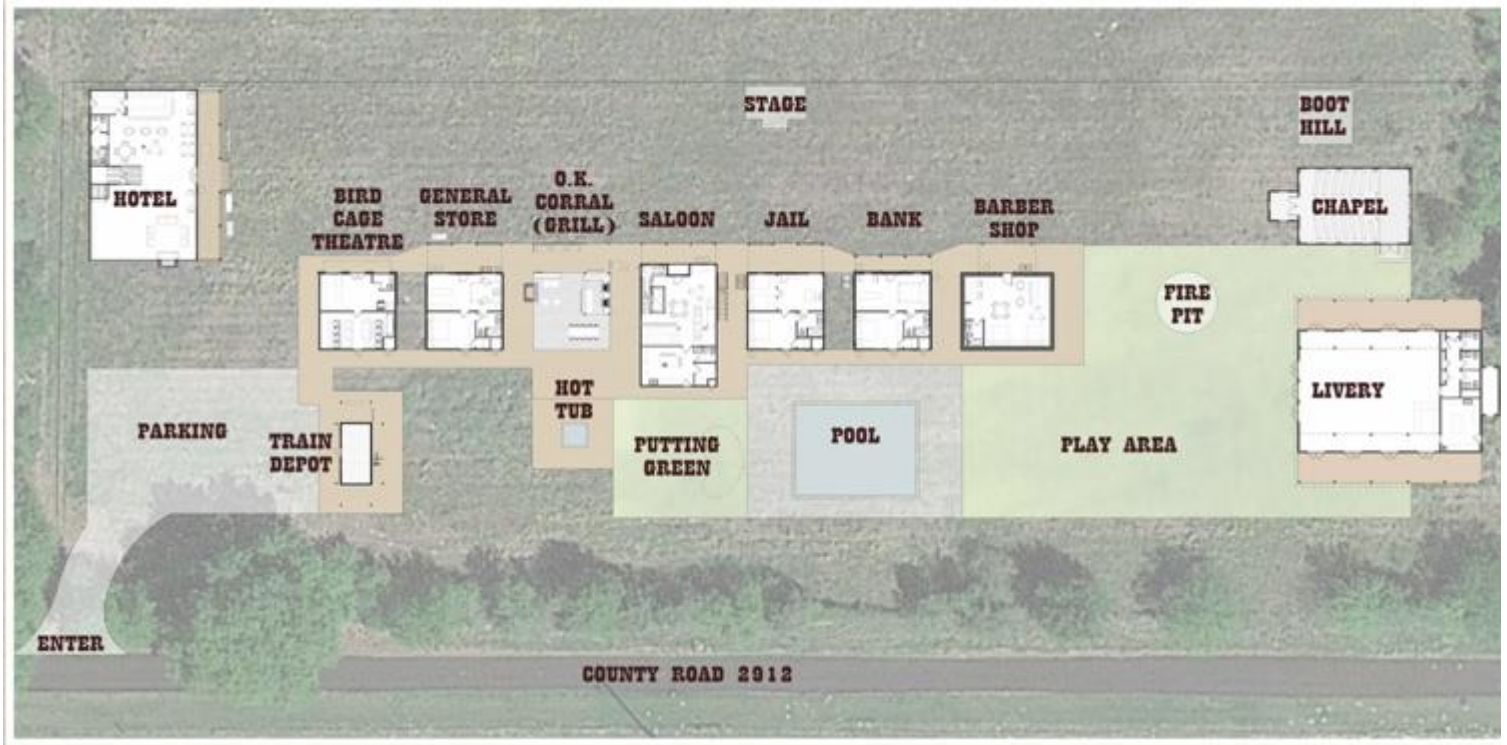 STAGE
BOOT
HILL
HOTEL
BIRD
CAGE
THEATRE
GENERAL
STORE
O.K.
CORRAL
(GRILL)
SALOON
JAIL
BANK
BARBER
SHOP
CHAPEL
FIRE
PIT
LIVERY
PARKING
TRAIN
DEPOT
HOT
TUB
PUTTING
GREEN
POOL
PLAY AREA
ENTER
COUNTY ROAD 2912